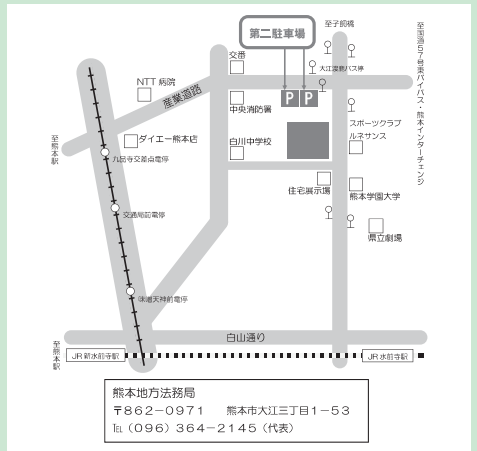 第二駐車場
至子飼橋
交番
大江渡鹿バス停
至国道57号東バイパス・熊本インターチェンジ
NTT 病院
産業道路
P P
中央消防署
スポーツクラブ
ルネサンス
至熊本駅
ダイエー熊本店
白川中学校
九品寺交差点電停
住宅展示場
熊本学園大学
交通局前電停
県立劇場
味噌天神前電停
白山通り
至熊本駅
JR 新水前寺駅
JR 水前寺駅
熊本地方法務局
〒862-0971 熊本市大江三丁目1-53
℡ (096) 364-2145 (代表)